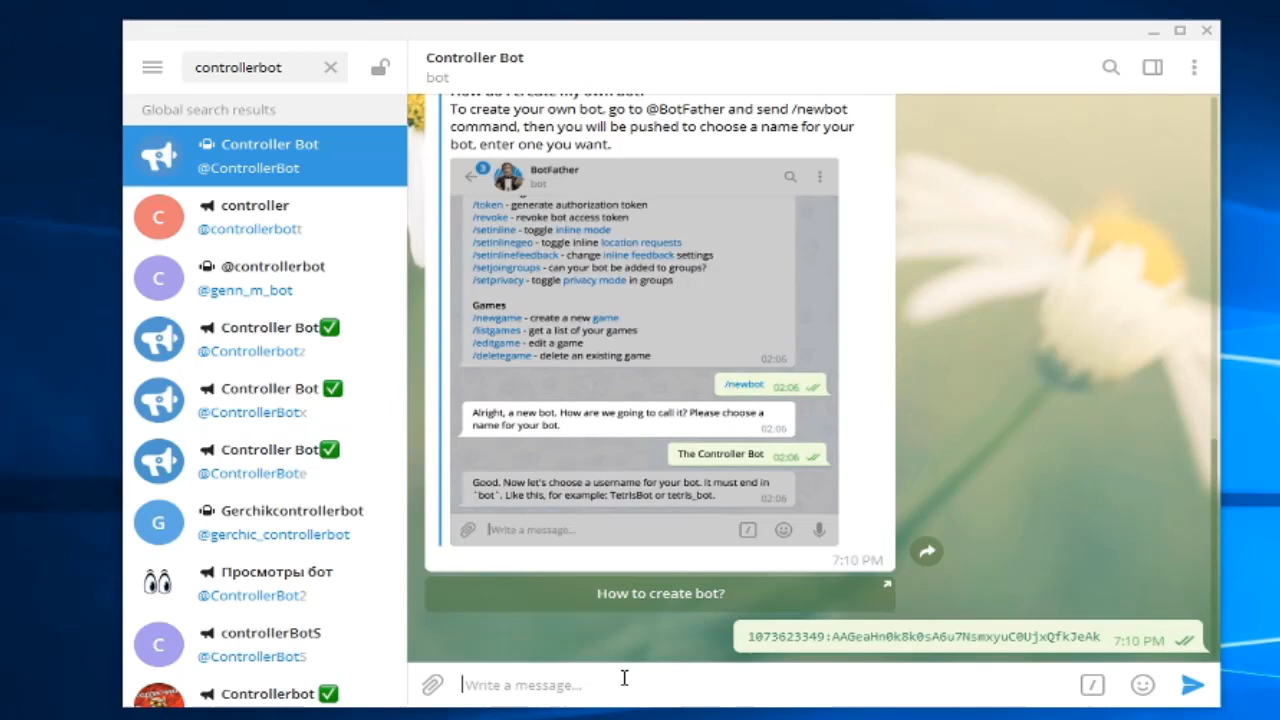 controllerbot
Global search results
Controller Bot
@ControllerBot
C
controller
@controllerbott
C
@controllerbot
@genn_m_bot
Controller Bot✅
@Controllerbotz
Controller Bot ✅
@ControllerBotx
Controller Bot✅
@ControllerBote
G
Gerchikcontrollerbot
@gerchic_controllerbot
Просмотры бот
@ControllerBot2
C
controllerBotS
@ControllerBotS
Controllerbot ✅
Controller Bot
bot
To create your own bot, go to @BotFather and send /newbot
command, then you will be pushed to choose a name for your
bot, enter one you want.
3
BotFather
bot
/token - generate authorization token
/revoke - revoke bot access token
/setinline - toggle inline mode
/setinlinegeo - toggle inline location requests
/setinlinefeedback - change inline feedback settings
/setjoingroups - can your bot be added to groups?
/setprivacy - toggle privacy mode in groups
Games
/newgame - create a new game
/listgames - get a list of your games
/editgame - edit a game
/deletegame - delete an existing game
02:06
/newbot 02:06
Alright, a new bot. How are we going to call it? Please choose a
name for your bot.
02:06
The Controller Bot 02:06
Good. Now let's choose a username for your bot. It must end in
`bot`. Like this, for example: TetrisBot or tetris_bot.
02:06
Write a message...
7:10 PM
How to create bot?
1073623349:AAGeaHn0k8k0sA6u7NsmxyuC0UjxQfkJeAk 7:10 PM
Write a message...